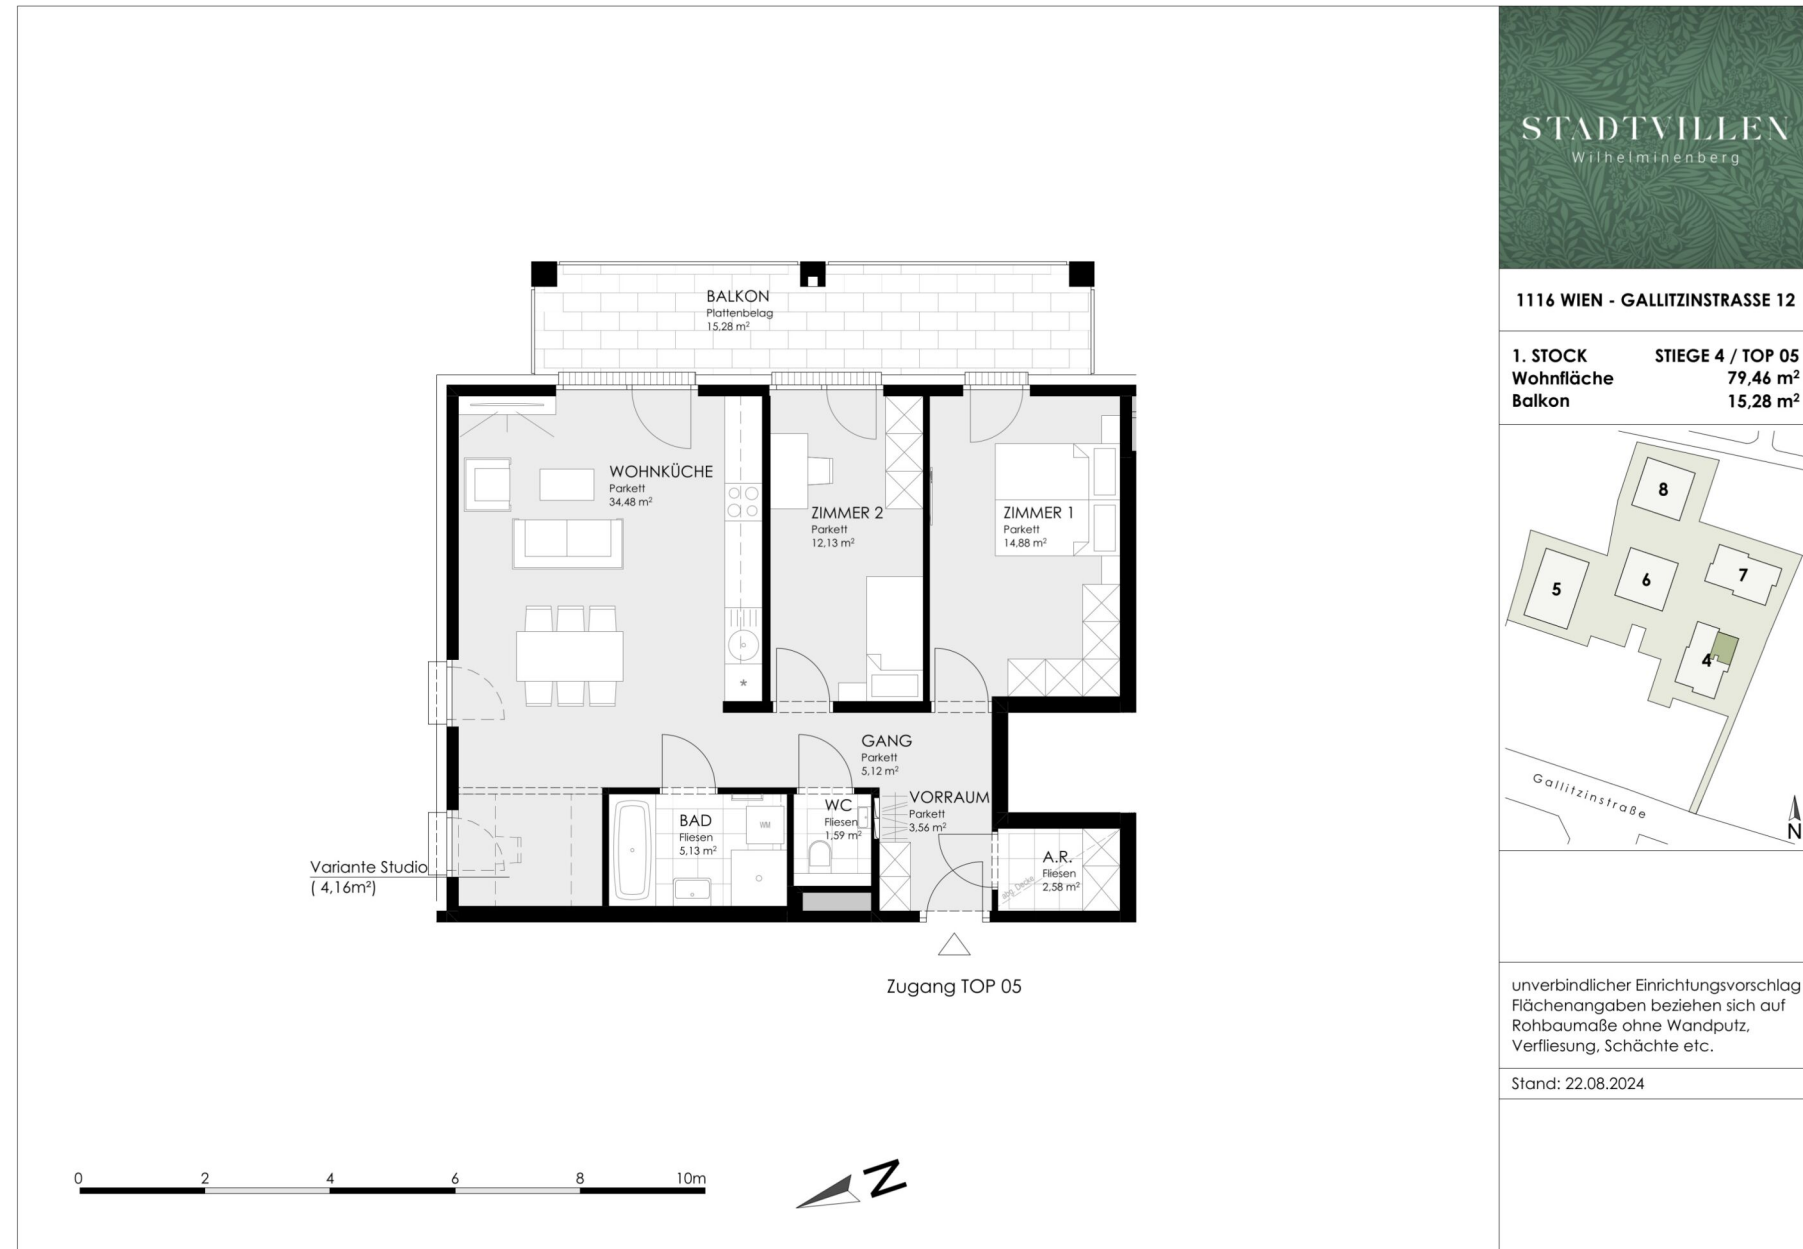 STADTVILLEN
Wilhelminenberg
1116 WIEN - GALLITZINSTRASSE 12
1. STOCK STIEGE 4 / TOP 05
Wohnfläche 79,46 m²
Balkon 15,28 m²
8
5
6
7
4
Gallitzinstraße
N
unverbindlicher Einrichtungsvorschlag
Flächenangaben beziehen sich auf
Rohbaumaße ohne Wandputz,
Verfliesung, Schächte etc.
Stand: 22.08.2024
BALKON
Plattenbelag
15,28 m²
WOHNKÜCHE
Parkett
34,48 m²
ZIMMER 2
Parkett
12,13 m²
ZIMMER 1
Parkett
14,88 m²
*
GANG
Parkett
5,12 m²
VORRAUM
Parkett
3,56 m²
WC
Fliesen
1,59 m²
BAD
Fliesen
5,13 m²
WM
A.R.
Fliesen
2,58 m²
abg. Decke
Variante Studio
( 4,16m²)
Zugang TOP 05
0 2 4 6 8 10m
N